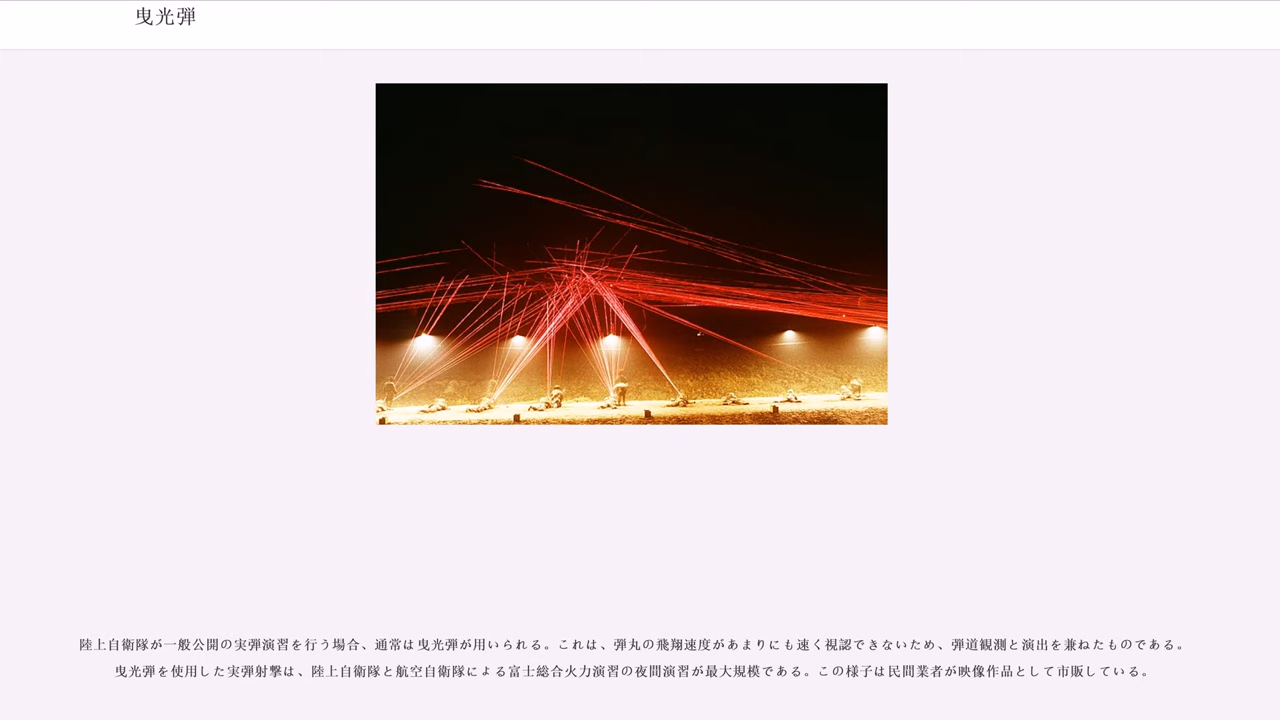 曳光弾
陸上自衛隊が一般公開の実弾演習を行う場合、通常は曳光弾が用いられる。これは、弾丸の飛翔速度があまりにも速く視認できないため、弾道観測と演出を兼ねたものである。
曳光弾を使用した実弾射撃は、陸上自衛隊と航空自衛隊による富士総合火力演習の夜間演習が最大規模である。この様子は民間業者が映像作品として市販している。